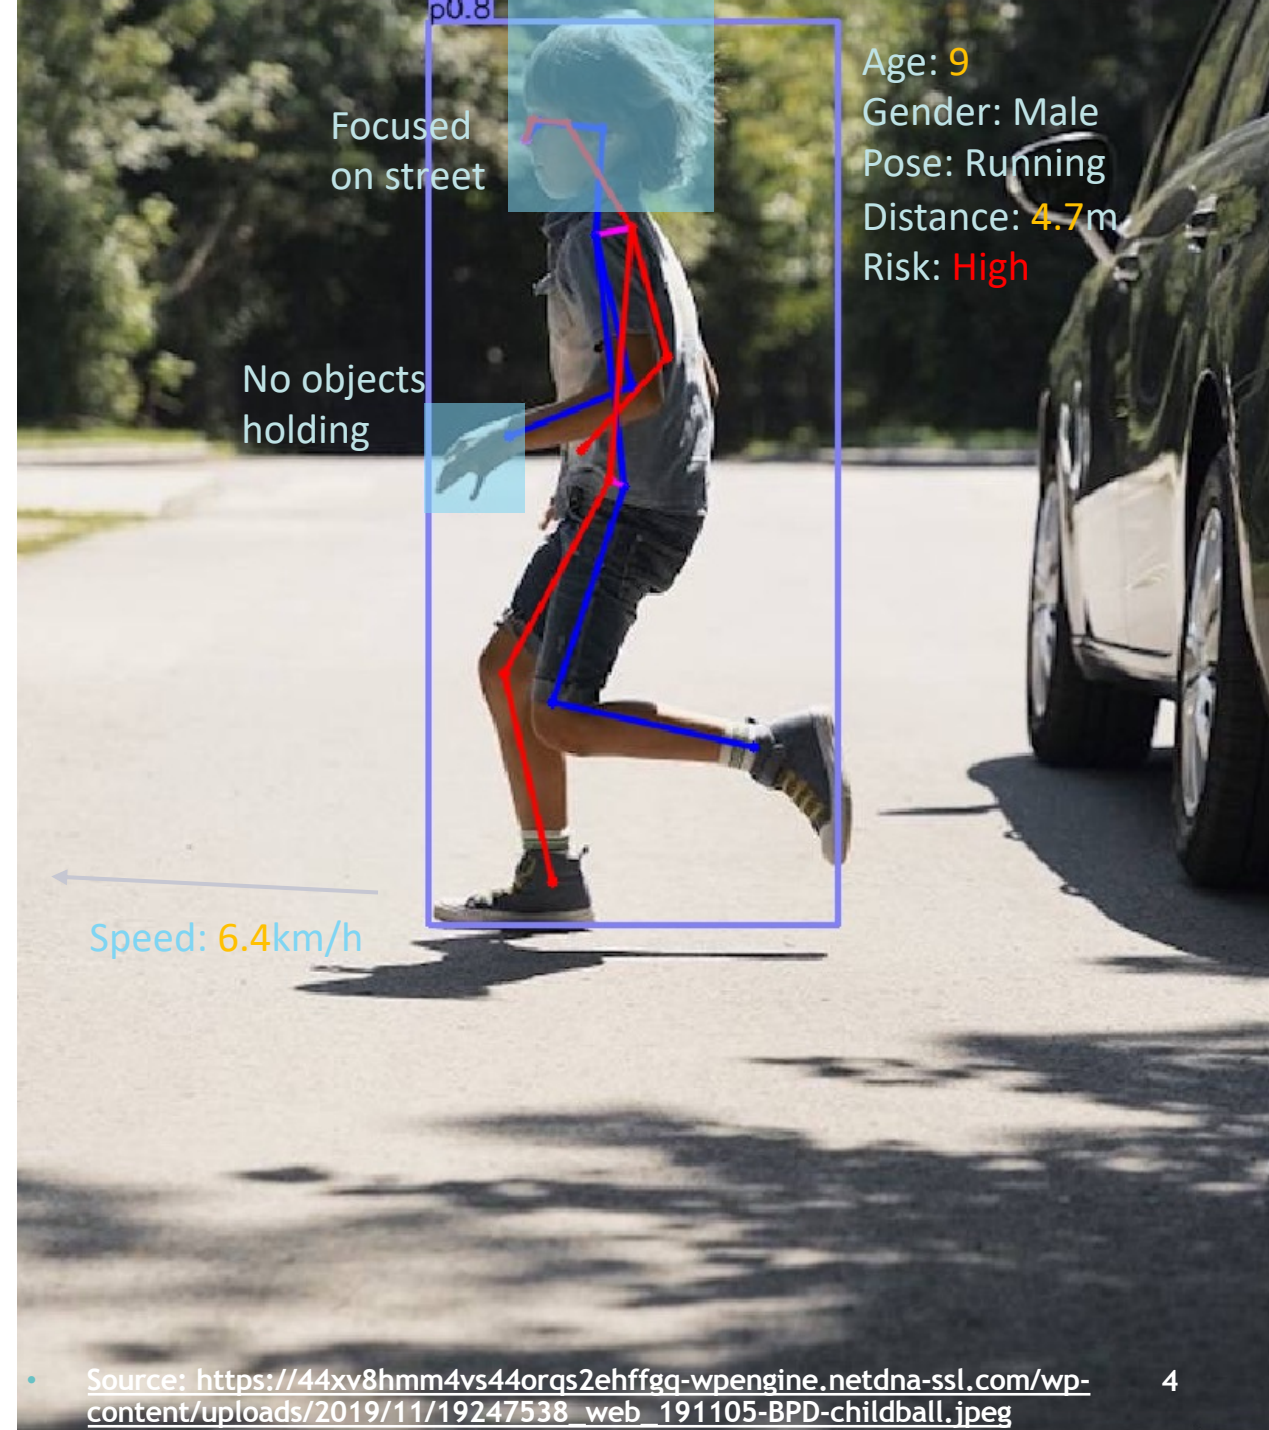 p0.8
Age: 9
Gender: Male
Focused
on street
Pose: Running
Distance: 4.7m
Risk: High
No objects
holding
Speed: 6.4km/h
Source: https://44xv8hmm4vs44orqs2ehffgq-wpengine.netdna-ssl.com/wp-
content/uploads/2019/11/19247538_web_191105-BPD-childball.jpeg
4